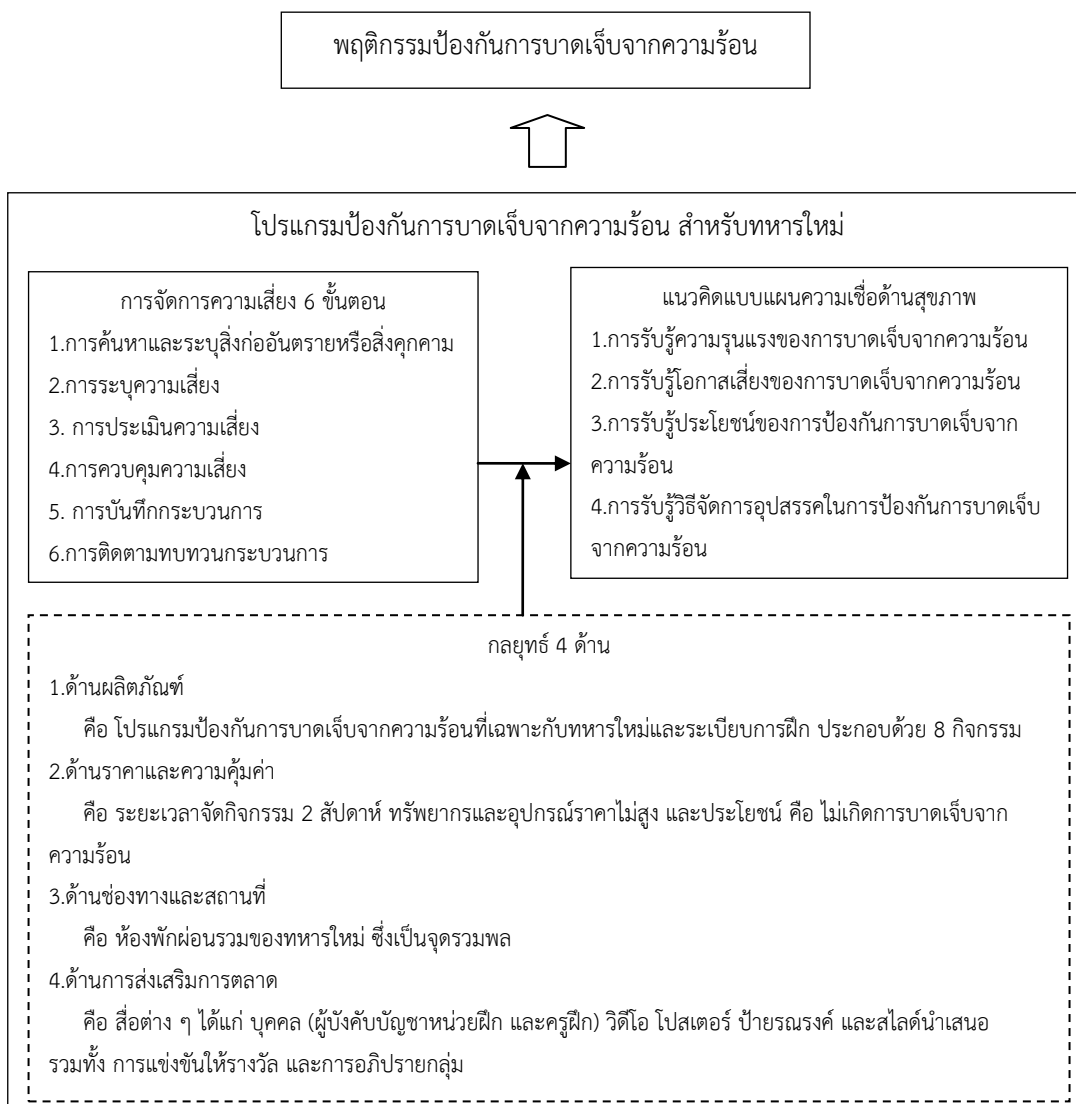 พฤติกรรมป้องกันการบาดเจ็บจากความร้อน
โปรแกรมป้องกันการบาดเจ็บจากความร้อน สำหรับทหารใหม่
การจัดการความเสี่ยง 6 ขั้นตอน
1.การค้นหาและระบุสิ่งก่ออันตรายหรือสิ่งคุกคาม
2.การระบุความเสี่ยง
3. การประเมินความเสี่ยง
4.การควบคุมความเสี่ยง
5. การบันทึกกระบวนการ
6.การติดตามทบทวนกระบวนการ
แนวคิดแบบแผนความเชื่อด้านสุขภาพ
1.การรับรู้ความรุนแรงของการบาดเจ็บจากความร้อน
2.การรับรู้โอกาสเสี่ยงของการบาดเจ็บจากความร้อน
3.การรับรู้ประโยชน์ของการป้องกันการบาดเจ็บจาก
ความร้อน
4.การรับรู้วิธีจัดการอุปสรรคในการป้องกันการบาดเจ็บ
จากความร้อน
กลยุทธ์ 4 ด้าน
1.ด้านผลิตภัณฑ์
คือ โปรแกรมป้องกันการบาดเจ็บจากความร้อนที่เฉพาะกับทหารใหม่และระเบียบการฝึก ประกอบด้วย 8 กิจกรรม
2.ด้านราคาและความคุ้มค่า
คือ ระยะเวลาจัดกิจกรรม 2 สัปดาห์ ทรัพยากรและอุปกรณ์ราคาไม่สูง และประโยชน์ คือ ไม่เกิดการบาดเจ็บจาก
ความร้อน
3.ด้านช่องทางและสถานที่
คือ ห้องพักผ่อนรวมของทหารใหม่ ซึ่งเป็นจุดรวมพล
4.ด้านการส่งเสริมการตลาด
คือ สื่อต่าง ๆ ได้แก่ บุคคล (ผู้บังคับบัญชาหน่วยฝึก และครูฝึก) วิดีโอ โปสเตอร์ ป้ายรณรงค์ และสไลด์นำเสนอ
รวมทั้ง การแข่งขันให้รางวัล และการอภิปรายกลุ่ม